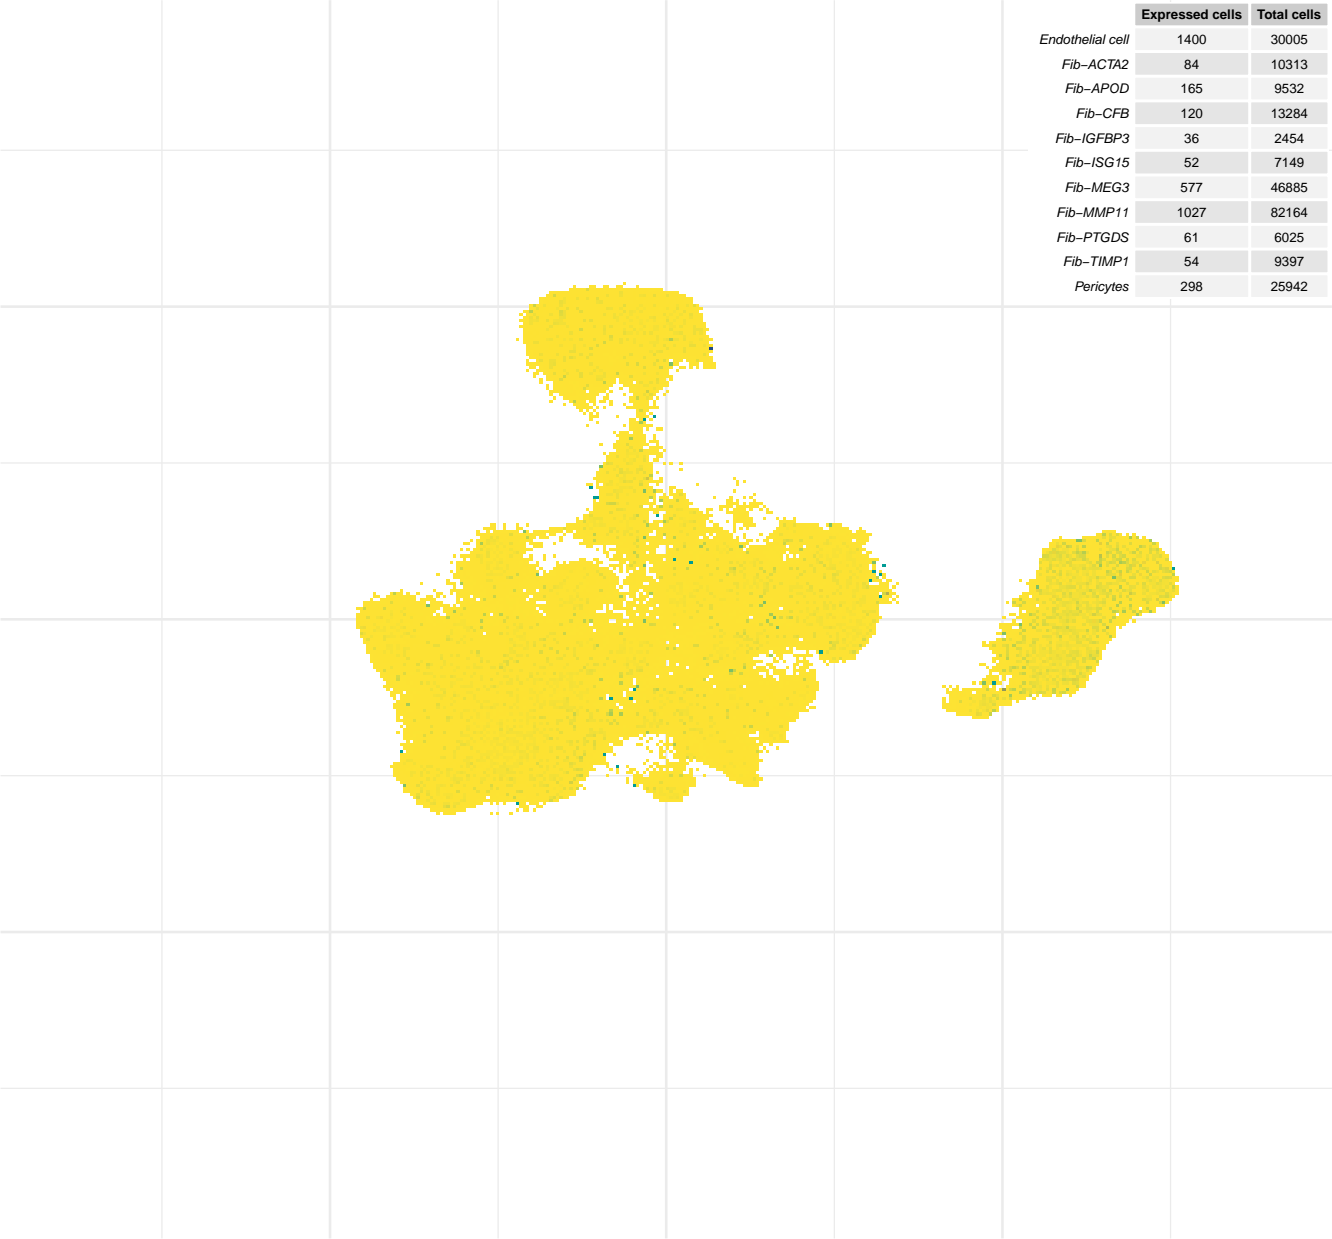 Expressed cells Total cells
Endothelial cell 1400 30005
Fib−ACTA2 84 10313
Fib−APOD 165 9532
Fib−CFB 120 13284
Fib−IGFBP3 36 2454
Fib−ISG15 52 7149
Fib−MEG3 577 46885
Fib−MMP11 1027 82164
Fib−PTGDS 61 6025
Fib−TIMP1 54 9397
Pericytes 298 25942